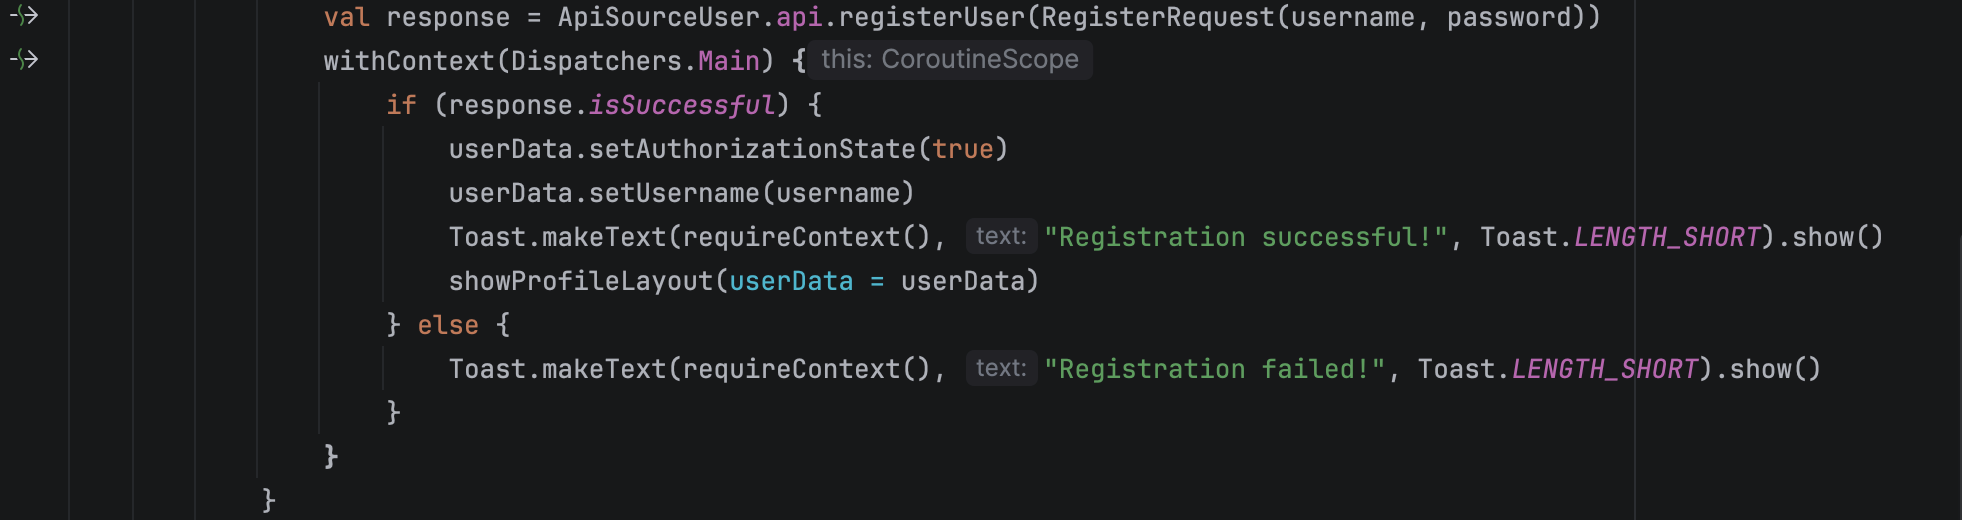 val response = ApiSourceUser.api.registerUser(RegisterRequest(username, password))
withContext(Dispatchers.Main) { this: CoroutineScope
if (response.isSuccessful) {
userData.setAuthorizationState(true)
userData.setUsername(username)
Toast.makeText(requireContext(), text: "Registration successful!", Toast.LENGTH_SHORT).show()
showProfileLayout(userData = userData)
} else {
Toast.makeText(requireContext(), text: "Registration failed!", Toast.LENGTH_SHORT).show()
}
}
}